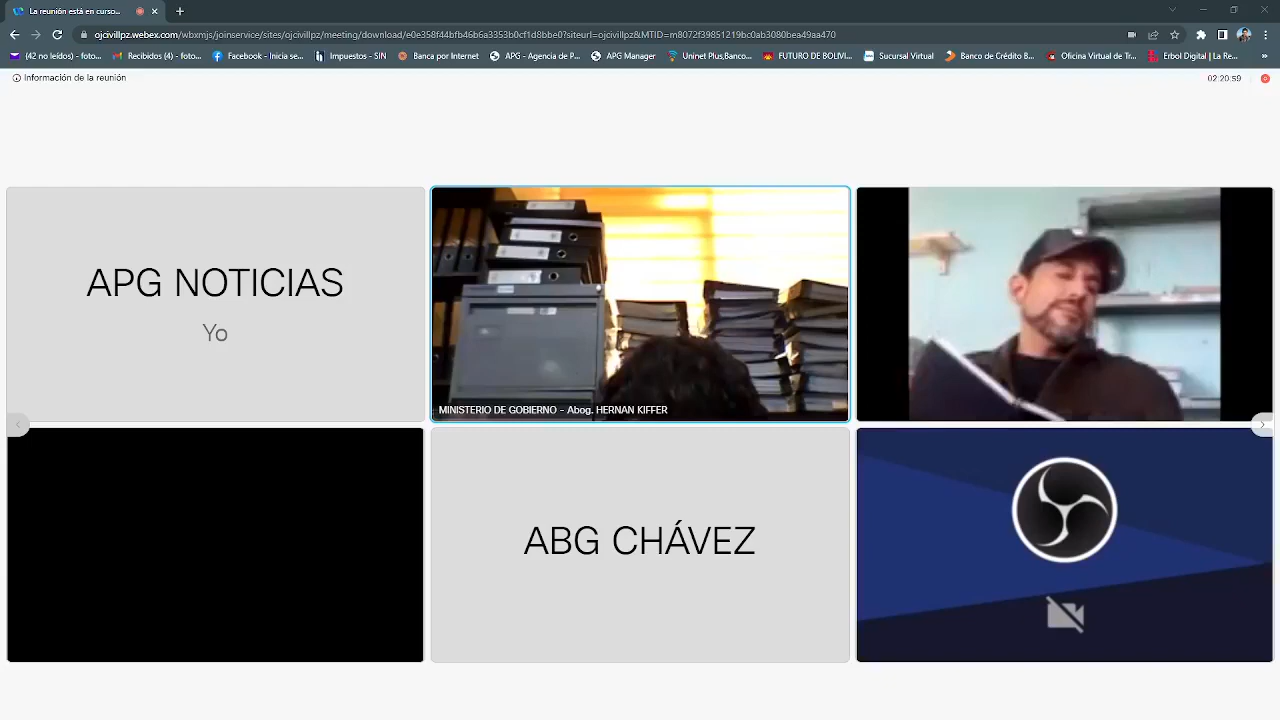 La reunión está en curso...
ojcivillpz.webex.com/wbxmjs/joinservice/sites/ojcivillpz/meeting/download/e0e358f44bfb46b6a3353d0cf1d8bbe0?siteurl=ojcivillpz&MTID=m8072f39851219bc0ab3080bea49aa470
(42 no leídos) - foto... Recibidos (4) - foto... Facebook - Inicia se... Impuestos - SIN Banca por Internet APG - Agencia de P... APG Manager Uninet Plus,Banco... FUTURO DE BOLIVI... Sucursal Virtual Banco de Crédito B... Oficina Virtual de Tr... Erbol Digital | La Re...
Información de la reunión 02:20:59
APG NOTICIAS
Yo
MINISTERIO DE GOBIERNO - Abog. HERNAN KIFFER
ABG CHÁVEZ